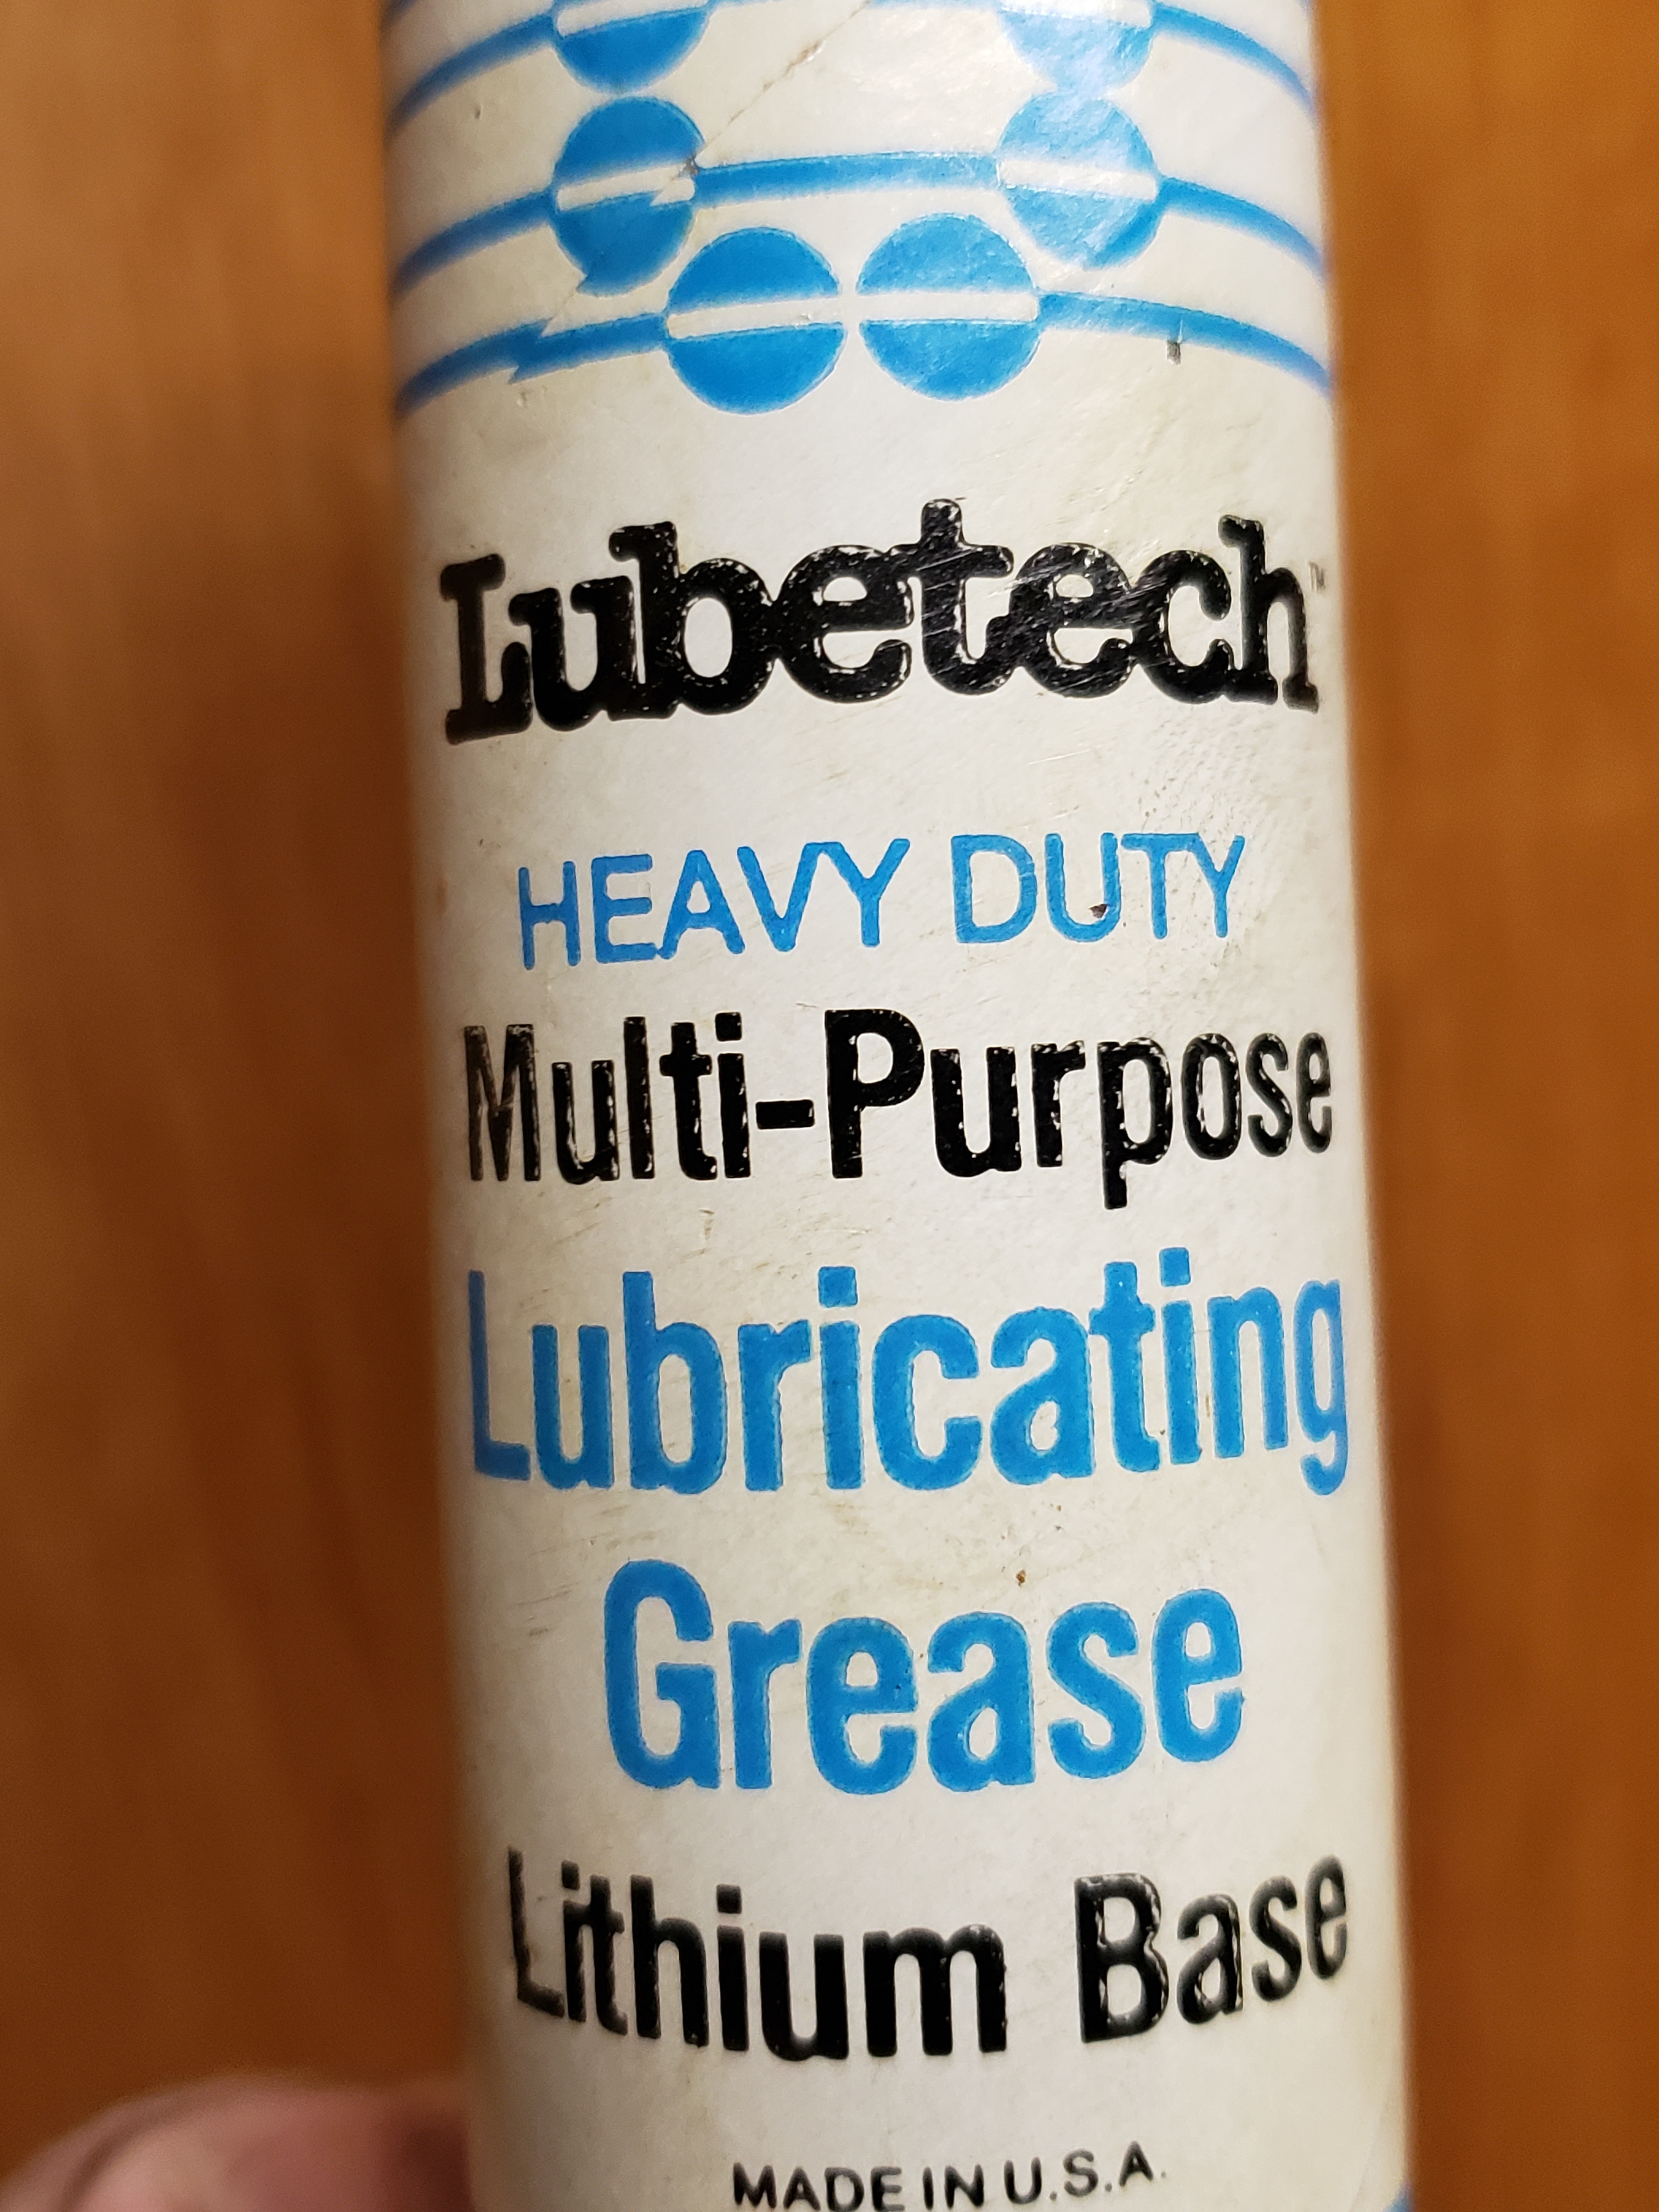 Lubetech™
HEAVY DUTY
Multi-Purpose
Lubricating
Grease
Lithium Base
MADE IN U.S.A.